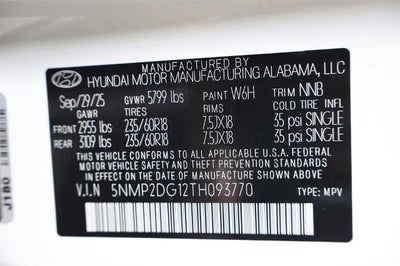 MANUFACTURED BY
HYUNDAI MOTOR MANUFACTURING ALABAMA, LLC
Sep/29/25 GVWR 5799 lbs PAINT W6H TRIM NNB
GAWR TIRES RIMS COLD TIRE INFL
FRONT 2955 lbs 235/60R18 7.5JX18 35 psi SINGLE
REAR 3109 lbs 235/60R18 7.5JX18 35 psi SINGLE
THIS VEHICLE CONFORMS TO ALL APPLICABLE U.S. FEDERAL MOTOR
VEHICLE SAFETY AND THEFT PREVENTION STANDARDS
IN EFFECT ON THE DATE OF MANUFACTURE SHOWN ABOVE.
V.I.N 5NMP2DG12TH093770 TYPE: MPV
J180